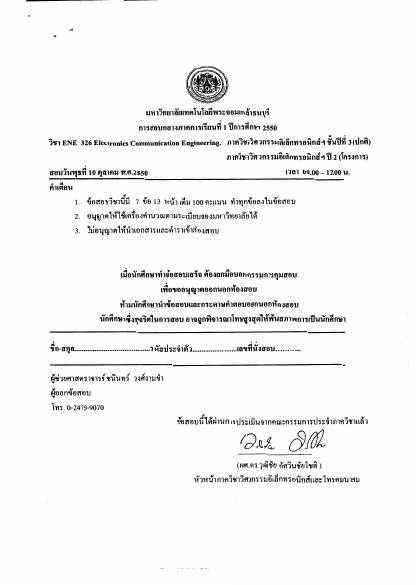 มหาวิทยาลัยเทคโนโลยีพระจอมเกล้าธนบุรี
การสอบกลางภาคการเรียนที่ 1 ปีการศึกษา 2550
วิชา ENE 326 Electronics Communication Engineering. ภาควิชาวิศวกรรมอิเล็กทรอนิกส์ฯ ชั้นปีที่ 3 (ปกติ)
ภาควิชาวิศวกรรมอิเล็กทรอนิกส์ฯ ปี 2 (โครงการ)
สอบวันพุธที่ 10 ตุลาคม พ.ศ.2550 เวลา 09.00 – 12.00 น.
คำเตือน
1. ข้อสอบวิชานี้มี 7 ข้อ 13 หน้า เต็ม 100 คะแนน ทำทุกข้อลงในข้อสอบ
2. อนุญาตให้ใช้เครื่องคำนวณตามระเบียบของมหาวิทยาลัยได้
3. ไม่อนุญาตให้นำเอกสารและตำราเข้าห้องสอบ
เมื่อนักศึกษาทำข้อสอบเสร็จ ต้องยกมือบอกกรรมการคุมสอบ
เพื่อขออนุญาตออกนอกห้องสอบ
ห้ามนักศึกษานำข้อสอบและกระดาษคำตอบออกนอกห้องสอบ
นักศึกษาซึ่งทุจริตในการสอบ อาจถูกพิจารณาโทษสูงสุดให้พ้นสภาพการเป็นนักศึกษา
ชื่อ-สกุล..........................................รหัสประจำตัว........................เลขที่นั่งสอบ...........
ผู้ช่วยศาสตราจารย์ ชนินทร์ วงศ์งามขำ
ผู้ออกข้อสอบ
โทร. 0-2479-9070
ข้อสอบนี้ได้ผ่านการประเมินจากคณะกรรมการประจำภาควิชาแล้ว
(ผศ.ดร.วุฒิชัย อัศวินชัยโชติ )
หัวหน้าภาควิชาวิศวกรรมอิเล็กทรอนิกส์และโทรคมนาคม